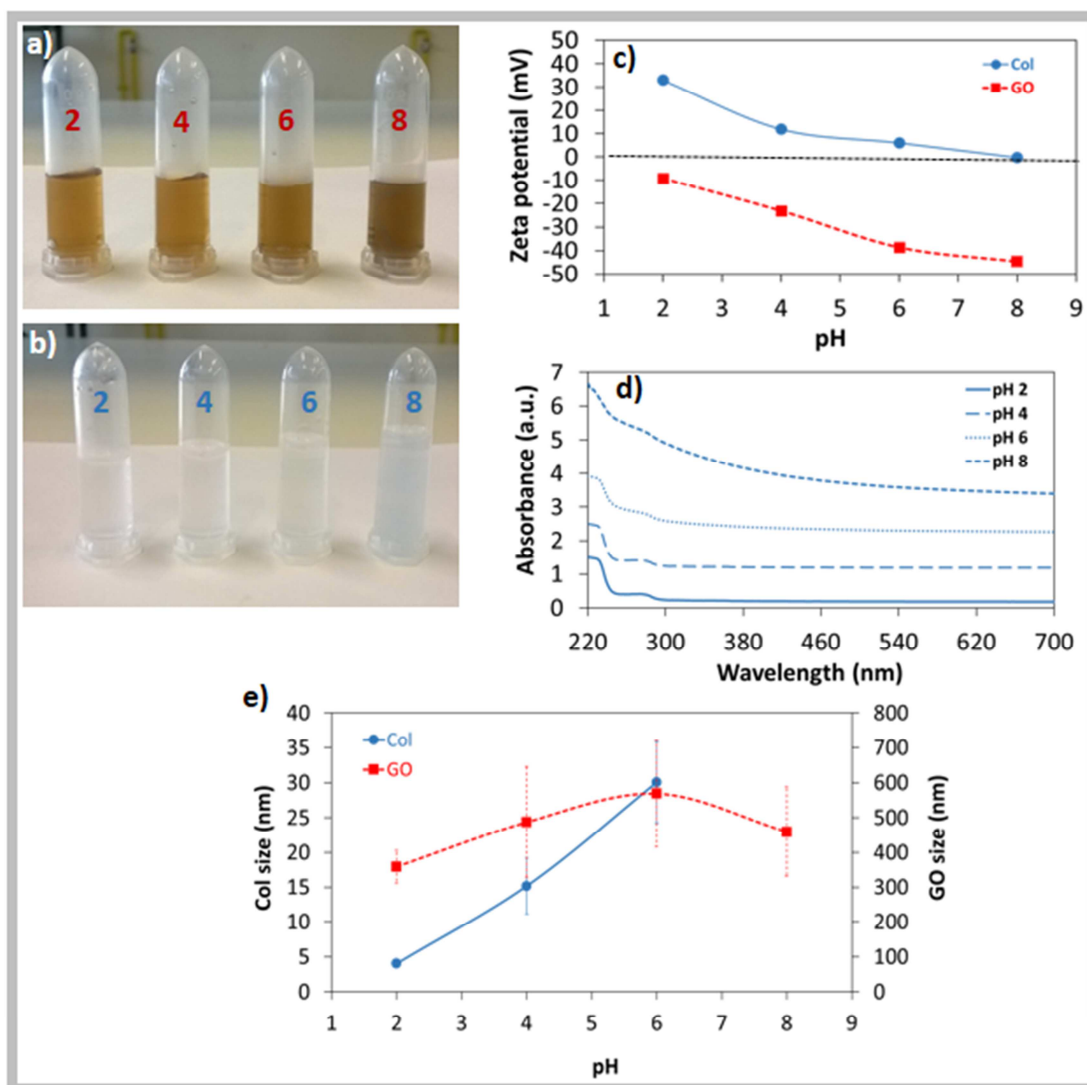 a)
2 4 6 8
b)
2 4 6 8
c)
Zeta potential (mV)
50
40
30
20
10
0
-10
-20
-30
-40
-50
Col
GO
1 2 3 4 5 6 7 8 9
pH
d)
Absorbance (a.u.)
7
6
5
4
3
2
1
0
pH 2
pH 4
pH 6
pH 8
220 300 380 460 540 620 700
Wavelength (nm)
e)
Col size (nm)
40
35
30
25
20
15
10
5
0
Col
GO
800
700
600
500
400
300
200
100
0
GO size (nm)
1 2 3 4 5 6 7 8 9
pH